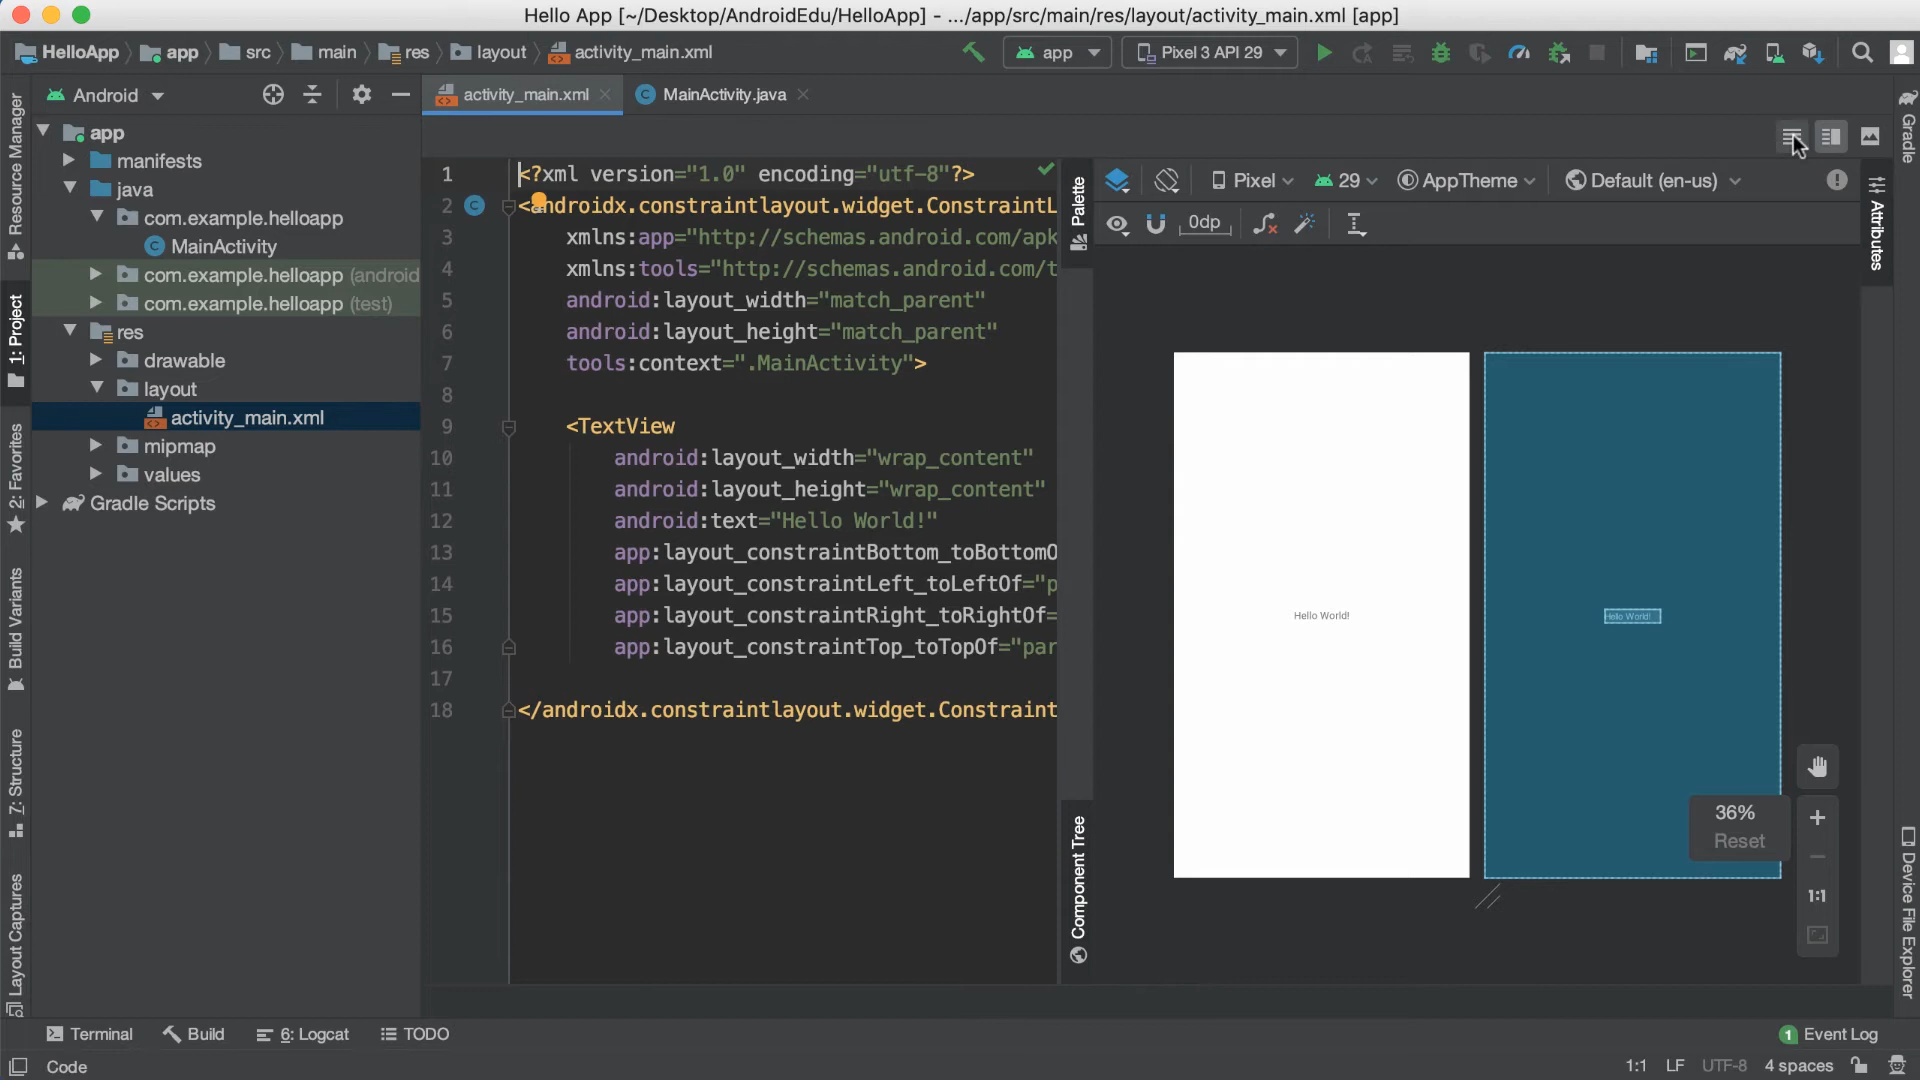 Hello App [~/Desktop/AndroidEdu/HelloApp] - .../app/src/main/res/layout/activity_main.xml [app]
HelloApp app src main res layout activity_main.xml app Pixel 3 API 29
Android activity_main.xml MainActivity.java
Resource Manager
1: Project
2: Favorites
Build Variants
7: Structure
Layout Captures
app
manifests
java
com.example.helloapp
MainActivity
com.example.helloapp (android
com.example.helloapp (test)
res
drawable
layout
activity_main.xml
mipmap
values
Gradle Scripts
1 <?xml version="1.0" encoding="utf-8"?>
2 <androidx.constraintlayout.widget.ConstraintL
3 xmlns:app="http://schemas.android.com/apk
4 xmlns:tools="http://schemas.android.com/t
5 android:layout_width="match_parent"
6 android:layout_height="match_parent"
7 tools:context=".MainActivity">
8
9 <TextView
10 android:layout_width="wrap_content"
11 android:layout_height="wrap_content"
12 android:text="Hello World!"
13 app:layout_constraintBottom_toBottomO
14 app:layout_constraintLeft_toLeftOf="p
15 app:layout_constraintRight_toRightOf=
16 app:layout_constraintTop_toTopOf="par
17
18 </androidx.constraintlayout.widget.Constraint
Palette
Component Tree
Pixel 29 AppTheme Default (en-us)
0dp
Hello World!
Hello World!
36%
Reset
1:1
Attributes
Gradle
Device File Explorer
Terminal Build 6: Logcat TODO 1 Event Log
Code 1:1 LF UTF-8 4 spaces